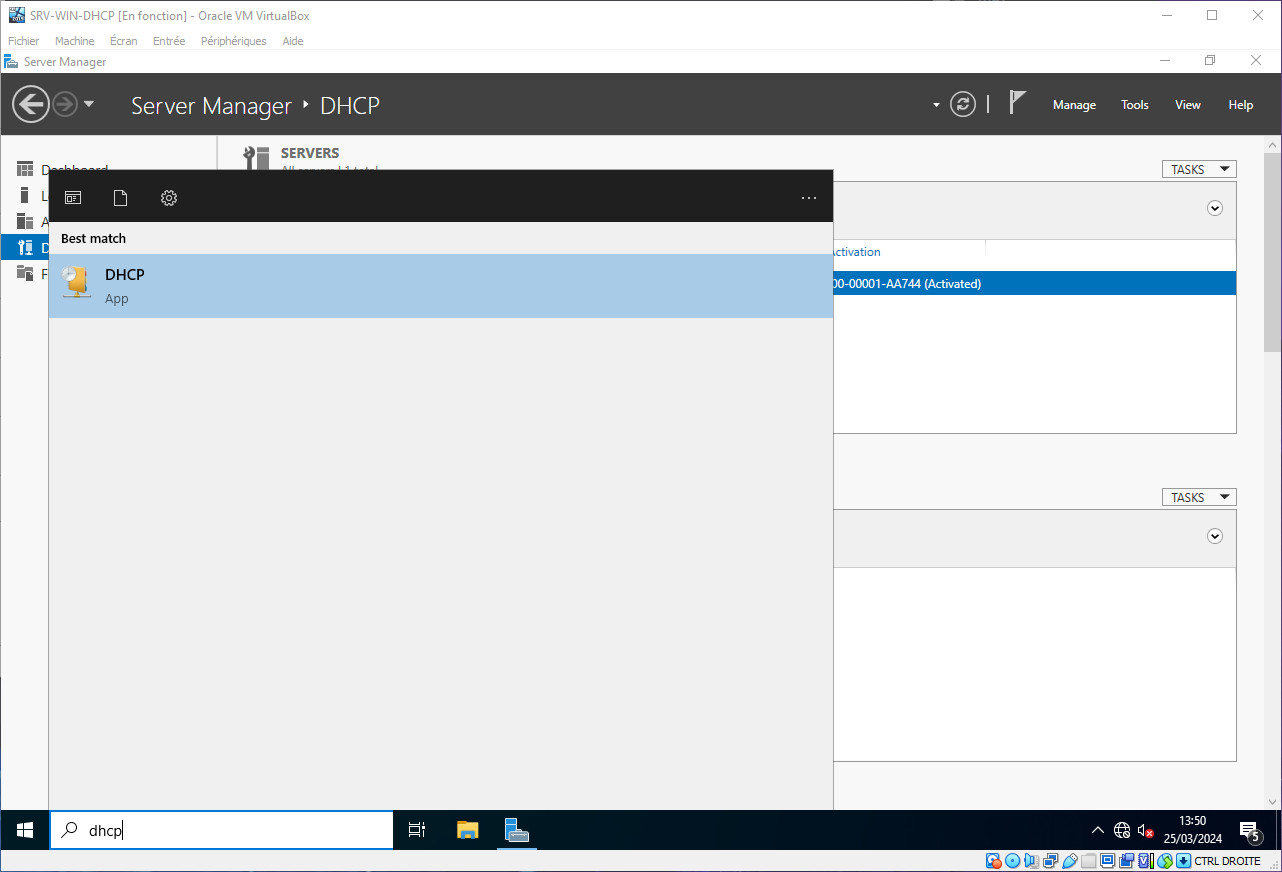 SRV-WIN-DHCP [En fonction] - Oracle VM VirtualBox
Fichier Machine Écran Entrée Périphériques Aide
Server Manager
Server Manager DHCP
Manage Tools View Help
SERVERS
All servers | 1 total
TASKS
Dashboard
L
A
D
F
Best match
DHCP
App
Activation
00-00001-AA744 (Activated)
TASKS
dhcp
13:50
25/03/2024
5
CTRL DROITE